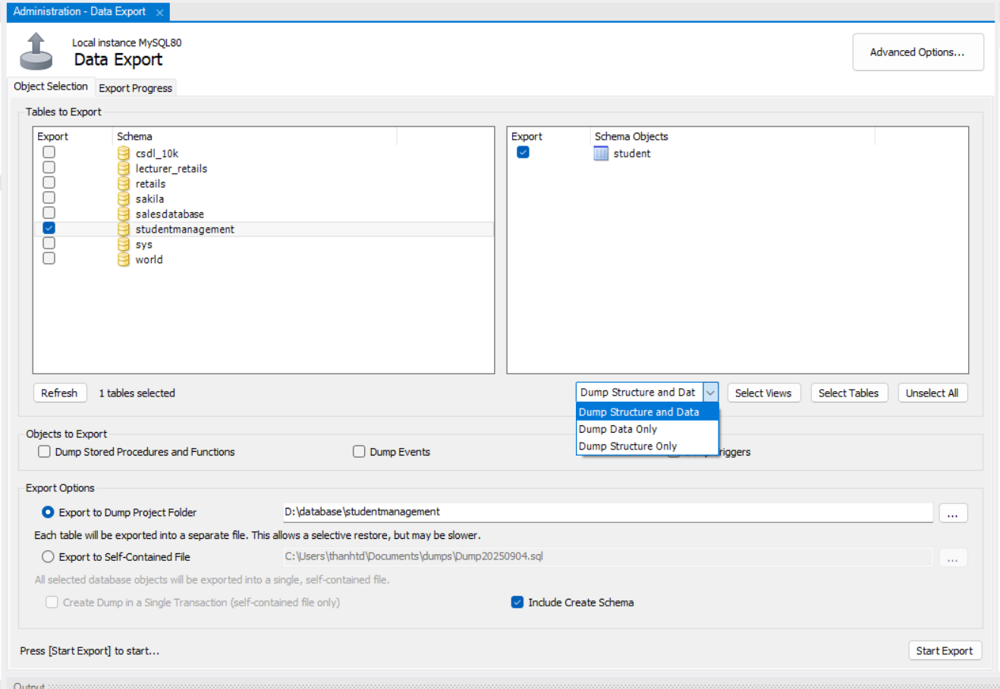 Administration - Data Export
Local instance MySQL80
Data Export
Advanced Options...
Object Selection
Export Progress
Tables to Export
Export Schema
csdl_10k
lecturer_retails
retails
sakila
salesdatabase
studentmanagement
sys
world
Export Schema Objects
student
Refresh
1 tables selected
Dump Structure and Dat
Select Views
Select Tables
Unselect All
Dump Structure and Data
Dump Data Only
Dump Structure Only
Objects to Export
Dump Stored Procedures and Functions
Dump Events
Export Options
Export to Dump Project Folder
D:\database\studentmanagement
...
Each table will be exported into a separate file. This allows a selective restore, but may be slower.
Export to Self-Contained File
C:\Users\thanhtd\Documents\dumps\Dump20250904.sql
...
All selected database objects will be exported into a single, self-contained file.
Create Dump in a Single Transaction (self-contained file only)
Include Create Schema
Press [Start Export] to start...
Start Export
Output